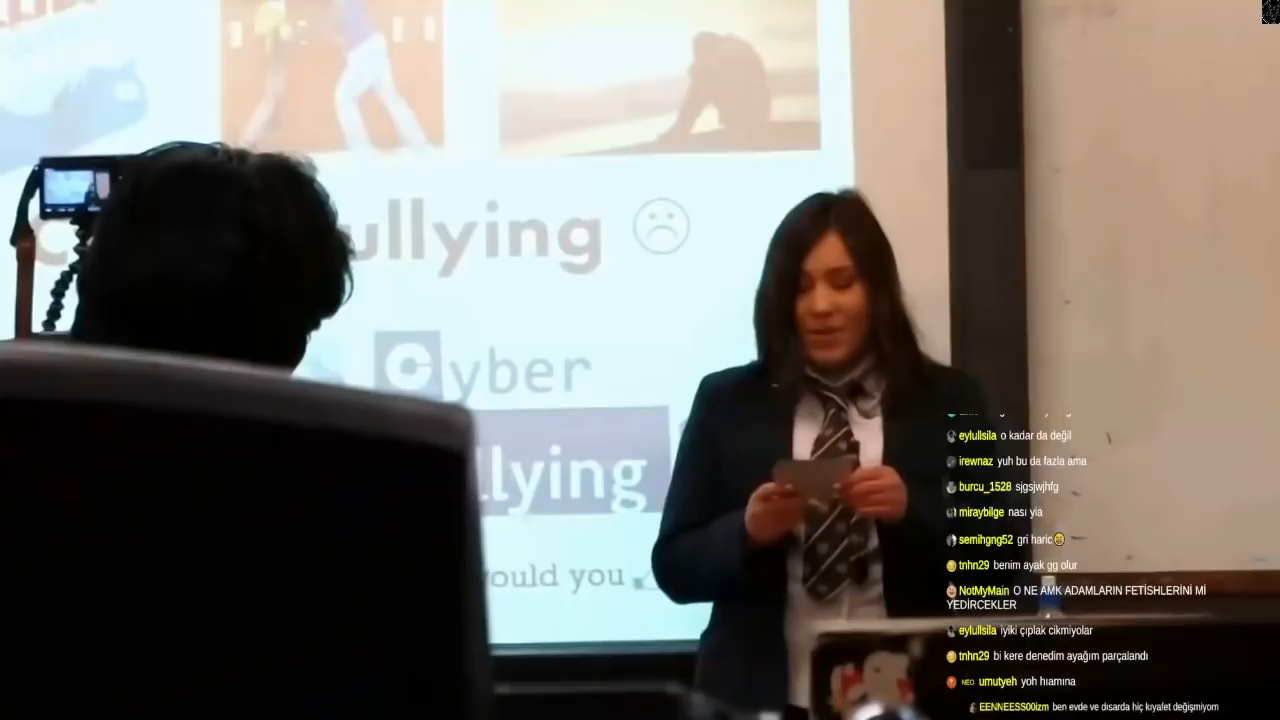 ullying
Cyber
llying
ould you
eylullsila o kadar da değil
irewnaz yuh bu da fazla ama
burcu_1528 sjgsjwjhfg
miraybilge nası yia
semihgng52 gri hariç😄
tnhn29 benim ayak gg olur
NotMyMain O NE AMK ADAMLARIN FETİSHLERİNİ Mİ
YEDİRCEKLER
eylullsila iyiki çıplak cikmiyolar
tnhn29 bi kere denedim ayağım parçalandı
NEO umutyeh yoh hıamına
EENNEESS00izm ben evde ve dısarda hiç kıyafet değişmiyom